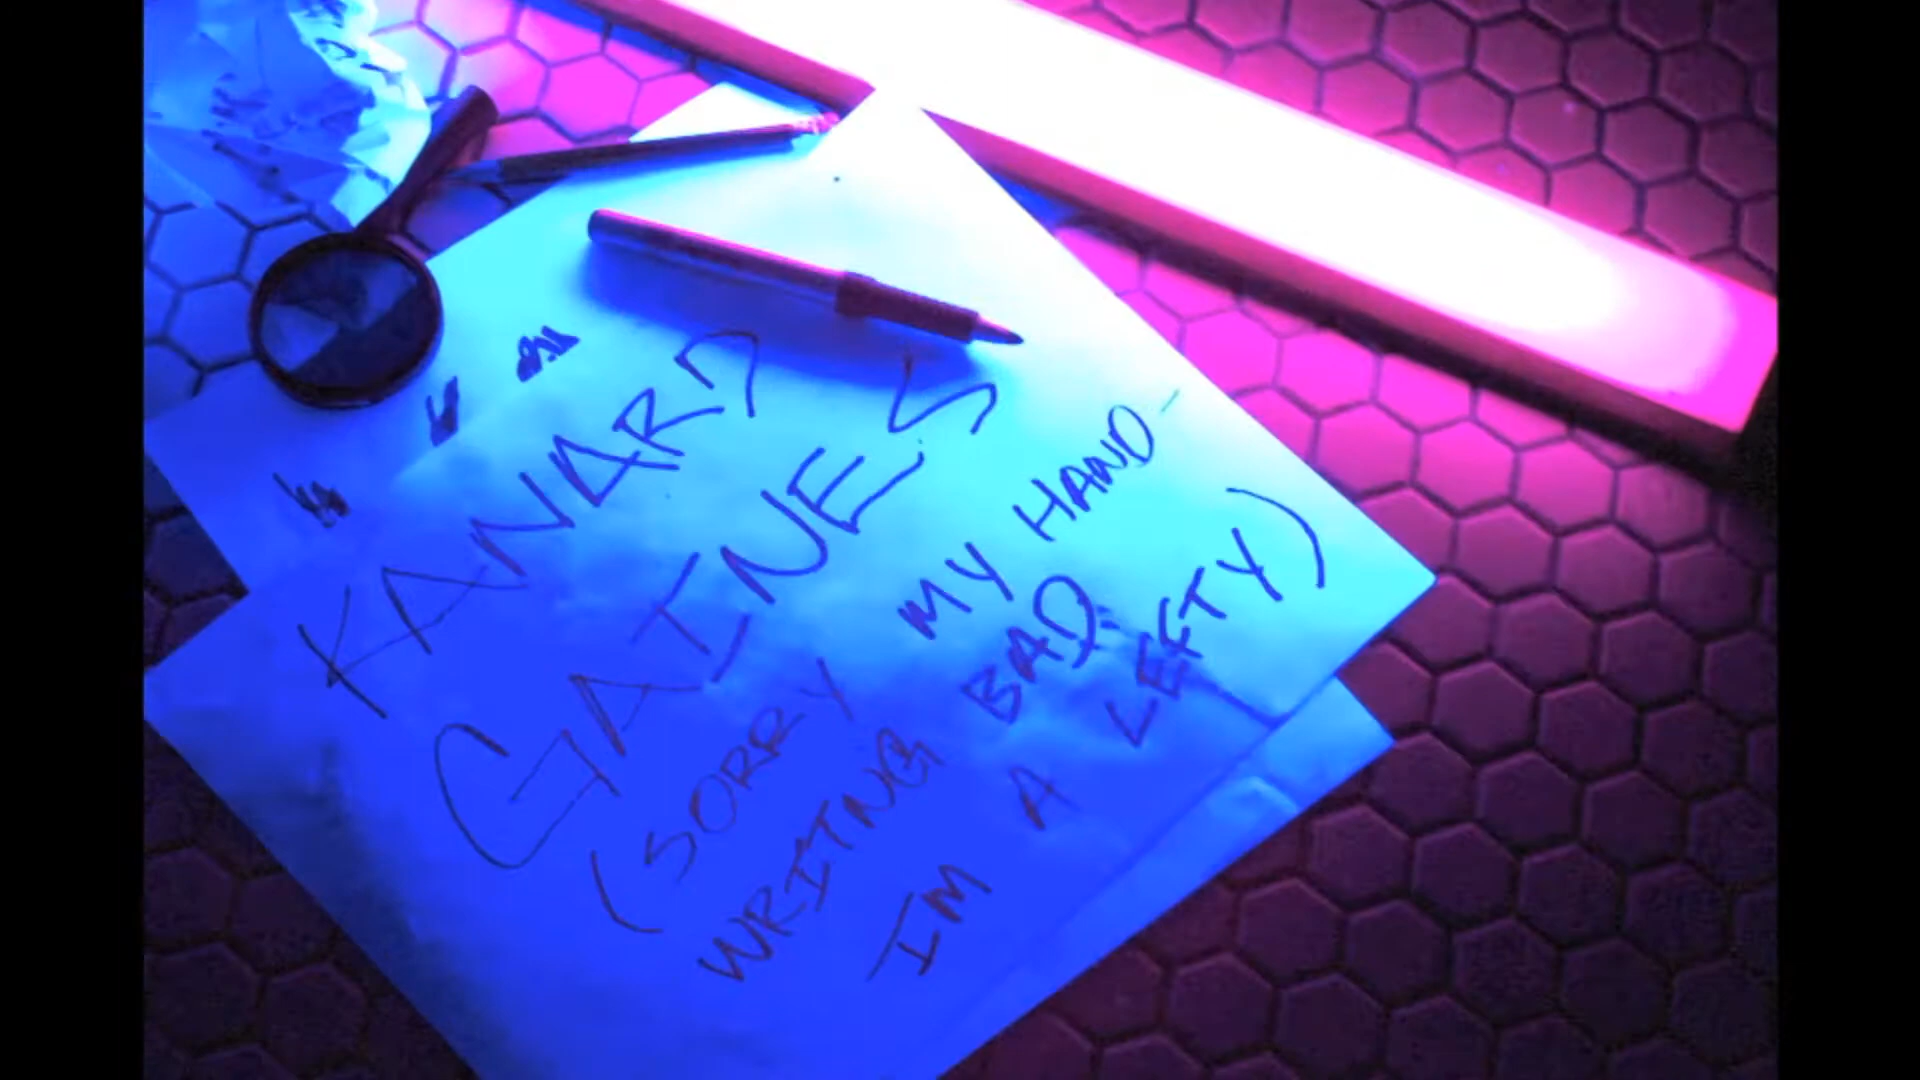 KANARD
GAINES
(SORRY MY HAND-
WRITING BAD
IM A LEFTY)